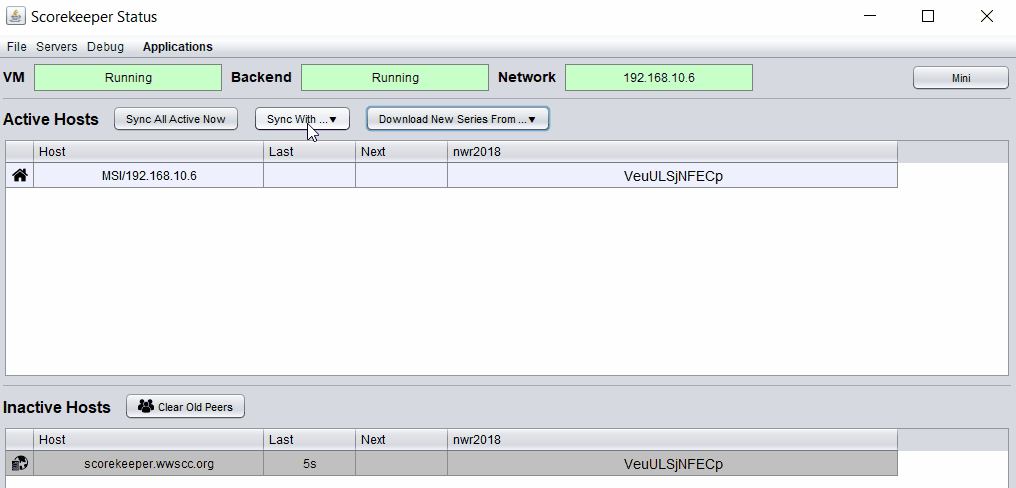 Scorekeeper Status
File Servers Debug Applications
VM Running Backend Running Network 192.168.10.6 Mini
Active Hosts Sync All Active Now Sync With ... Download New Series From ...
Host Last Next nwr2018
MSI/192.168.10.6 VeuULSjNFECp
Inactive Hosts Clear Old Peers
Host Last Next nwr2018
scorekeeper.wwscc.org 5s VeuULSjNFECp